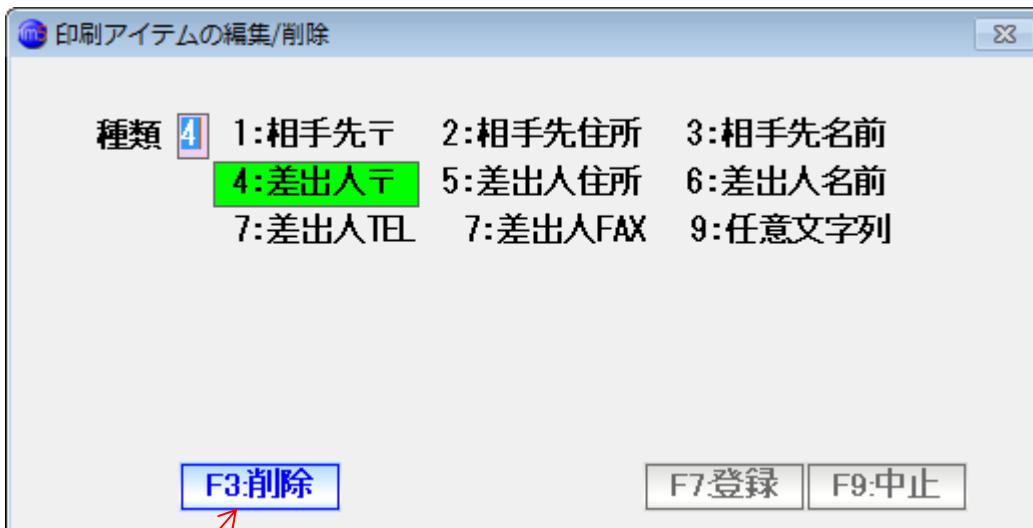 印刷アイテムの編集/削除
種類 4 1:相手先〒 2:相手先住所 3:相手先名前
4:差出人〒 5:差出人住所 6:差出人名前
7:差出人TEL 7:差出人FAX 9:任意文字列
F3:削除 F7:登録 F9:中止